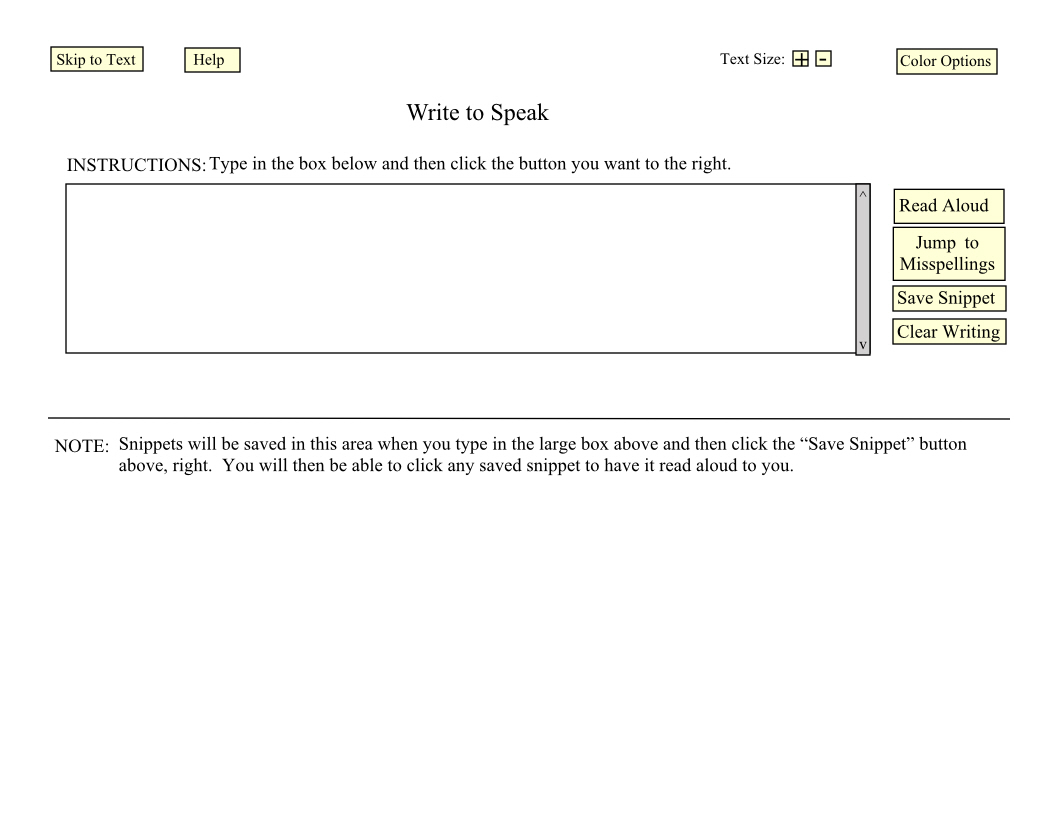 Skip to Text Help Text Size: + - Color Options
Write to Speak
INSTRUCTIONS: Type in the box below and then click the button you want to the right.
^
v
Read Aloud
Jump to
Misspellings
Save Snippet
Clear Writing
NOTE: Snippets will be saved in this area when you type in the large box above and then click the “Save Snippet” button
above, right. You will then be able to click any saved snippet to have it read aloud to you.